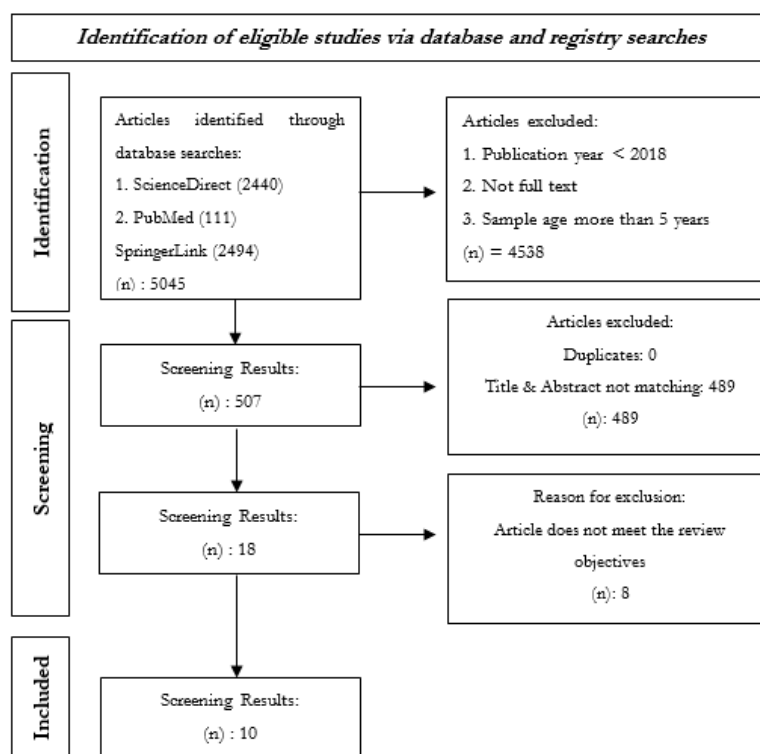 Identification of eligible studies via database and registry searches
Identification
Articles identified through
database searches:
1. ScienceDirect (2440)
2. PubMed (111)
SpringerLink (2494)
(n) : 5045
Articles excluded:
1. Publication year < 2018
2. Not full text
3. Sample age more than 5 years
(n) = 4538
Screening
Screening Results:
(n) : 507
Articles excluded:
Duplicates: 0
Title & Abstract not matching: 489
(n): 489
Screening Results:
(n) : 18
Reason for exclusion:
Article does not meet the review
objectives
(n): 8
Included
Screening Results:
(n) : 10